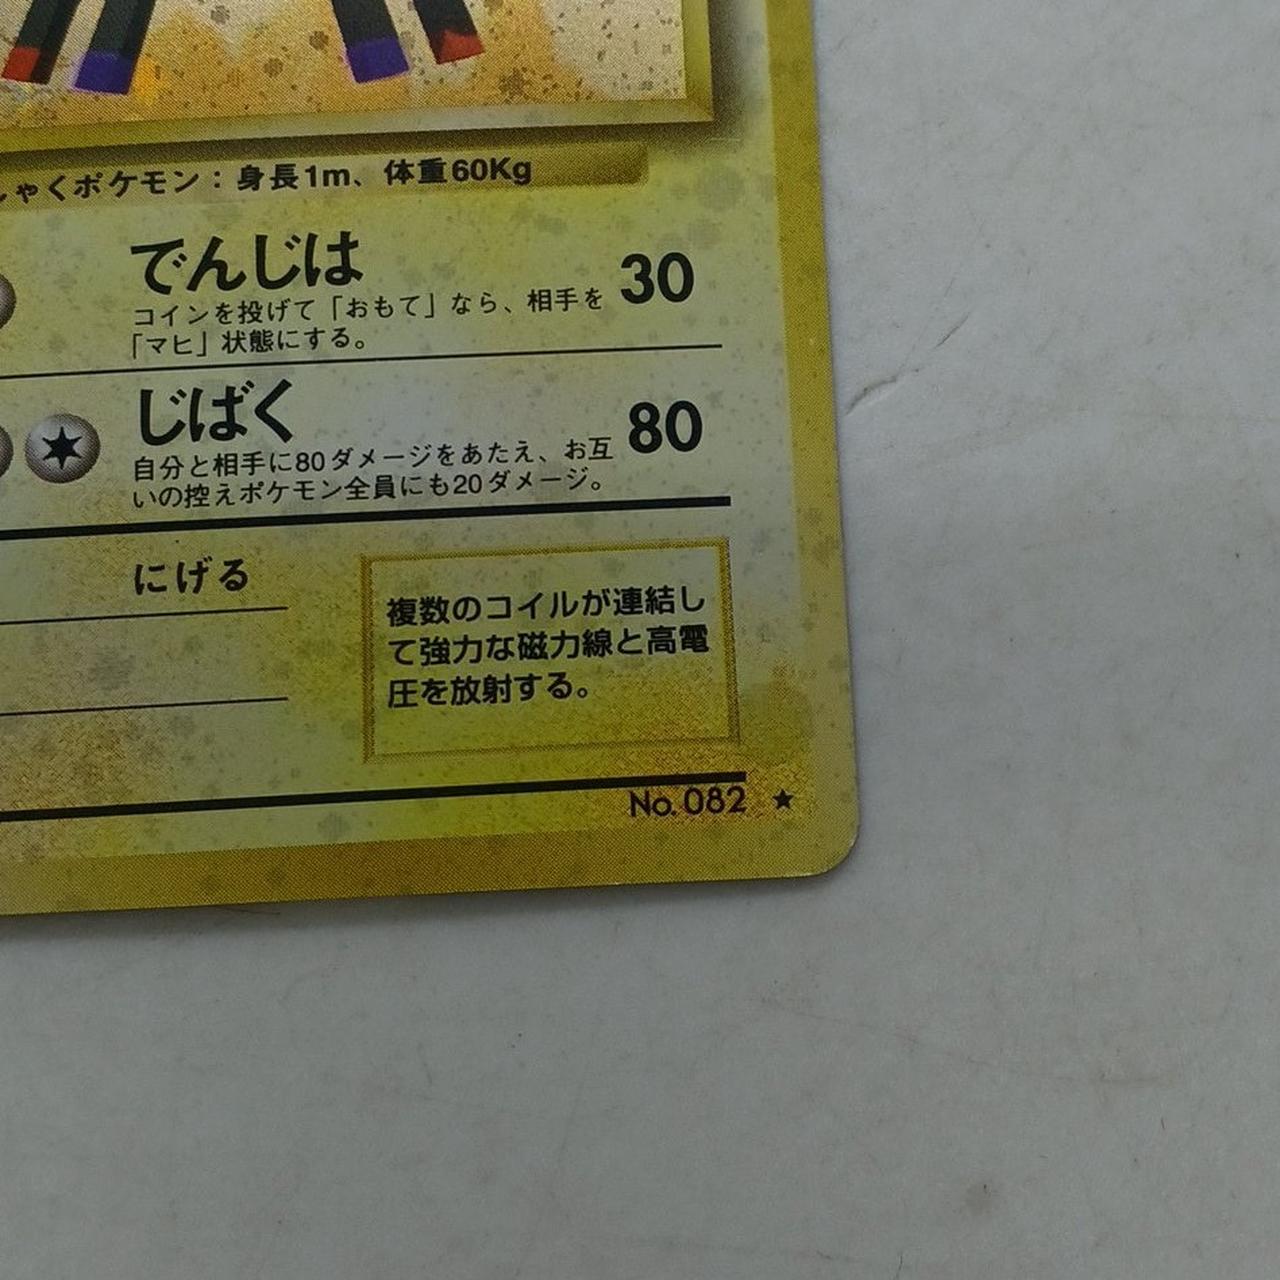 しゃくポケモン：身長1m、体重60Kg
でんじは 30
コインを投げて「おもて」なら、相手を
「マヒ」状態にする。
じばく 80
自分と相手に80ダメージをあたえ、お互
いの控えポケモン全員にも20ダメージ。
にげる
複数のコイルが連結し
て強力な磁力線と高電
圧を放射する。
No.082 ★